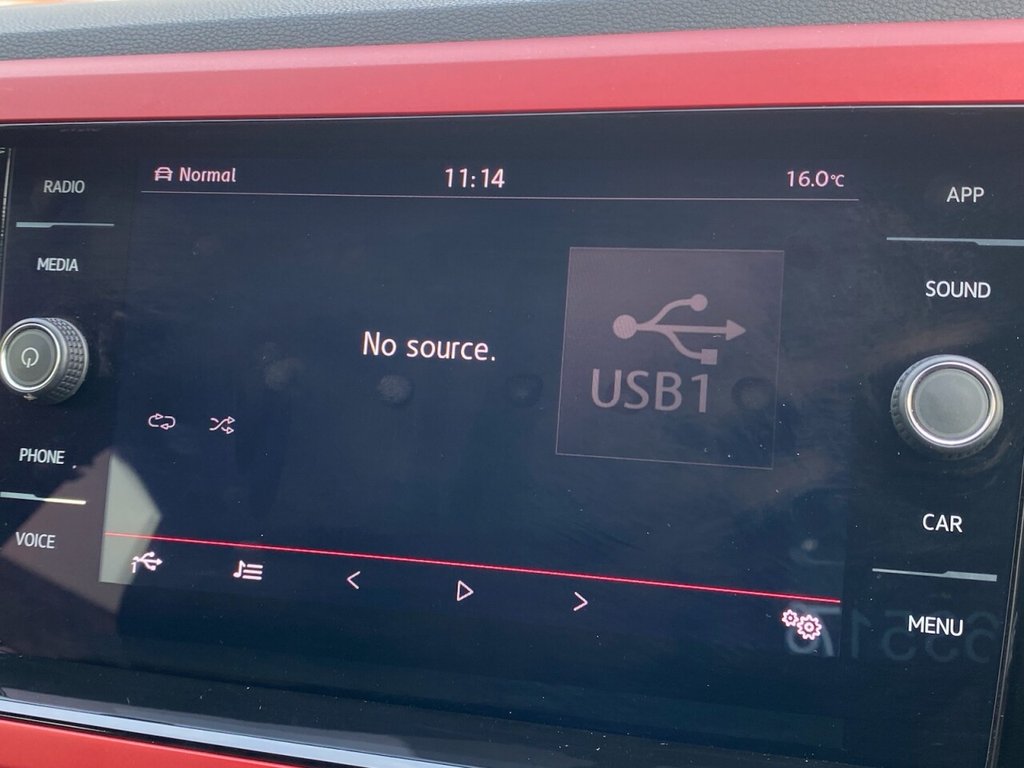 Normal
11:14
16.0°C
RADIO
MEDIA
PHONE
VOICE
No source.
USB1
APP
SOUND
CAR
MENU